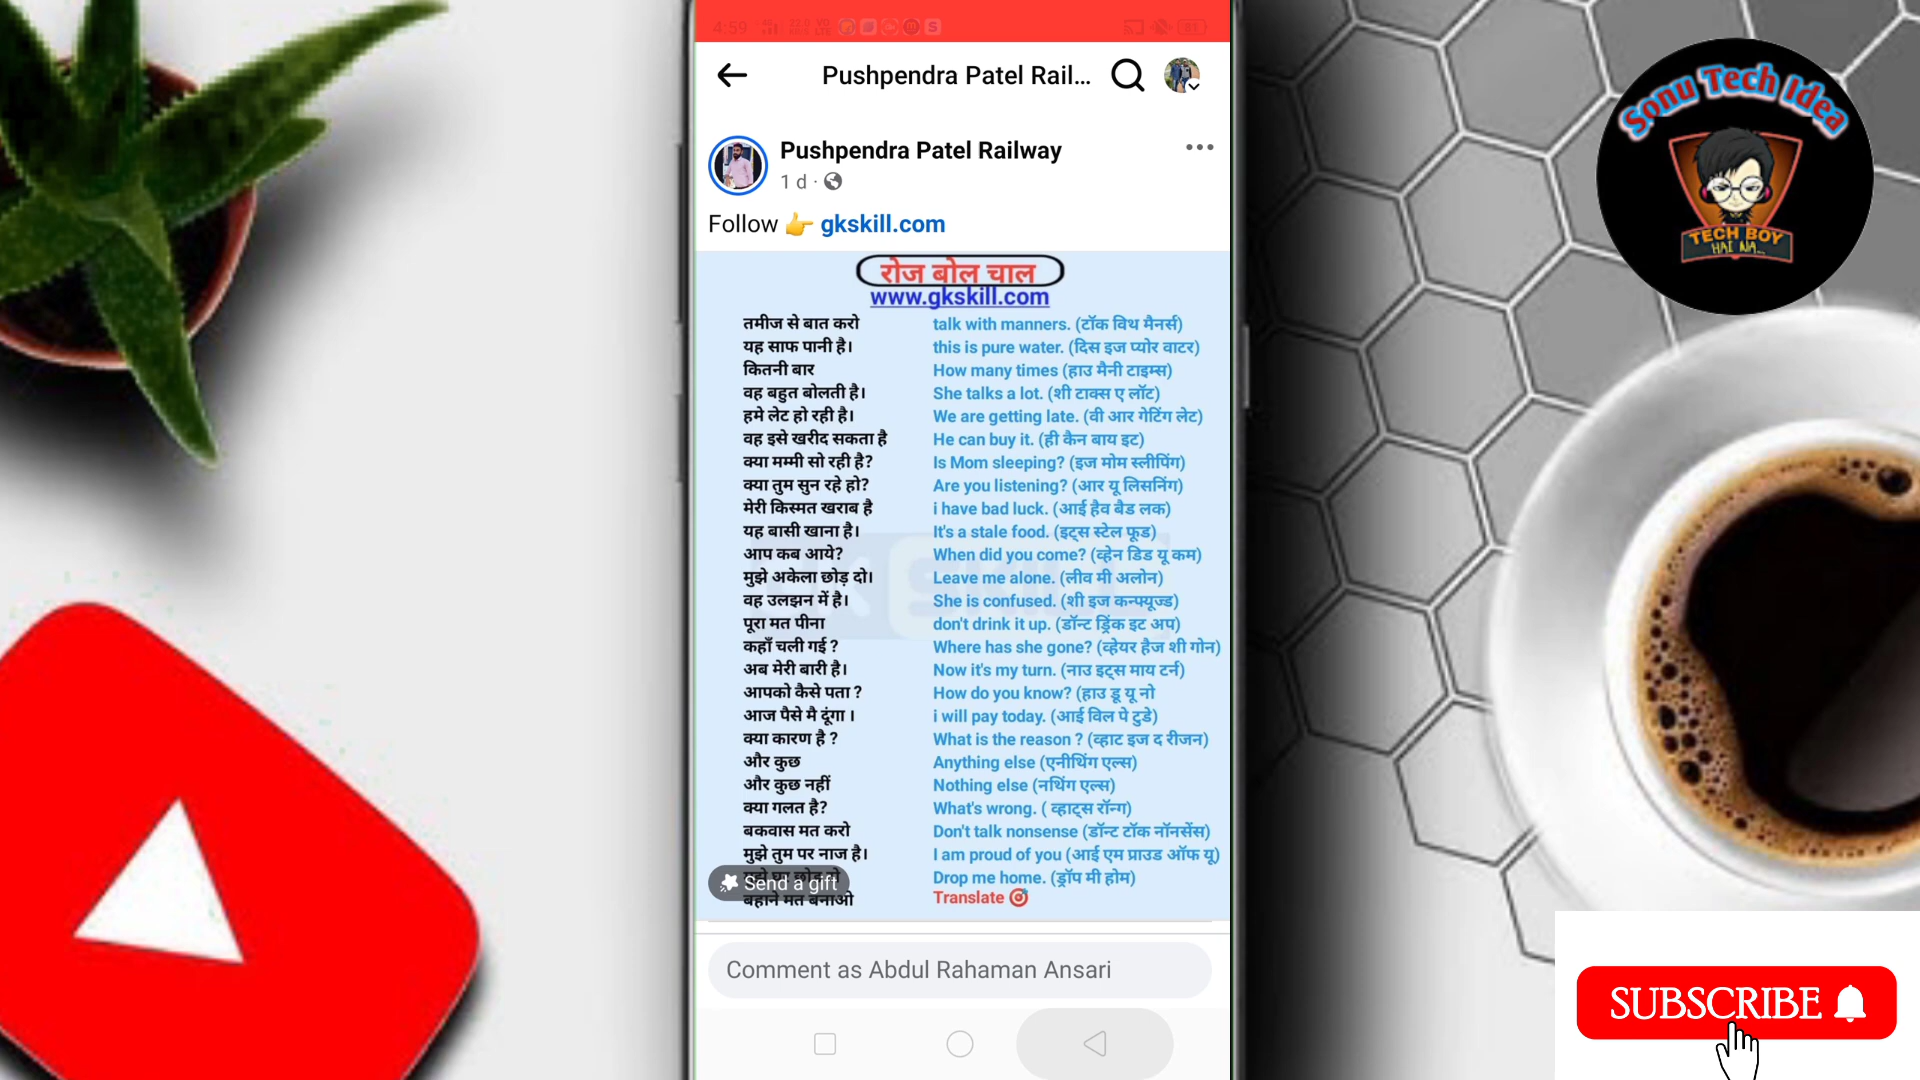 4:59
Pushpendra Patel Rail...
Pushpendra Patel Railway
1 d
Follow 👉 gkskill.com
रोज बोल चाल
www.gkskill.com
तमीज से बात करो talk with manners. (टॉक विथ मैनर्स)
यह साफ पानी है। this is pure water. (दिस इज प्योर वाटर)
कितनी बार How many times (हाउ मैनी टाइम्स)
वह बहुत बोलती है। She talks a lot. (शी टाक्स ए लॉट)
हमे लेट हो रही है। We are getting late. (वी आर गेटिंग लेट)
वह इसे खरीद सकता है He can buy it. (ही कैन बाय इट)
क्या मम्मी सो रही है? Is Mom sleeping? (इज मोम स्लीपिंग)
क्या तुम सुन रहे हो? Are you listening? (आर यू लिसनिंग)
मेरी किस्मत खराब है i have bad luck. (आई हैव बैड लक)
यह बासी खाना है। It's a stale food. (इट्स स्टेल फूड)
आप कब आये? When did you come? (व्हेन डिड यू कम)
मुझे अकेला छोड़ दो। Leave me alone. (लीव मी अलोन)
वह उलझन में है। She is confused. (शी इज कन्फ्यूज्ड)
पूरा मत पीना don't drink it up. (डॉन्ट ड्रिंक इट अप)
कहाँ चली गई ? Where has she gone? (व्हेयर हैज शी गोन)
अब मेरी बारी है। Now it's my turn. (नाउ इट्स माय टर्न)
आपको कैसे पता ? How do you know? (हाउ डू यू नो
आज पैसे मै दूंगा । i will pay today. (आई विल पे टुडे)
क्या कारण है ? What is the reason ? (व्हाट इज द रीजन)
और कुछ Anything else (एनीथिंग एल्स)
और कुछ नहीं Nothing else (नथिंग एल्स)
क्या गलत है? What's wrong. ( व्हाट्स रॉन्ग)
बकवास मत करो Don't talk nonsense (डॉन्ट टॉक नॉनसेंस)
मुझे तुम पर नाज है। I am proud of you (आई एम प्राउड ऑफ यू)
Drop me home. (ड्रॉप मी होम)
Send a gift
बहाने मत बनाओ Translate 🎯
Comment as Abdul Rahaman Ansari
Sonu Tech Idea
TECH BOY
HAI NA..
SUBSCRIBE